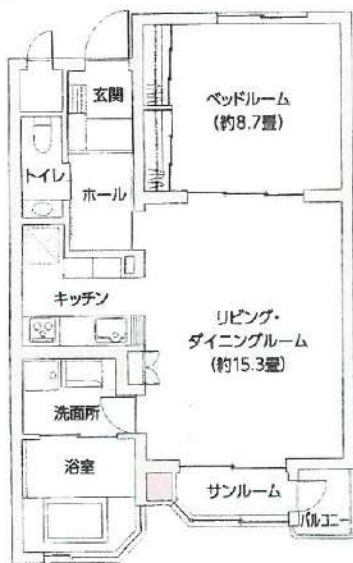 玄関
ベッドルーム
(約8.7畳)
トイレ
ホール
キッチン
リビング・
ダイニングルーム
(約15.3畳)
洗面所
浴室
サンルーム
バルコニー